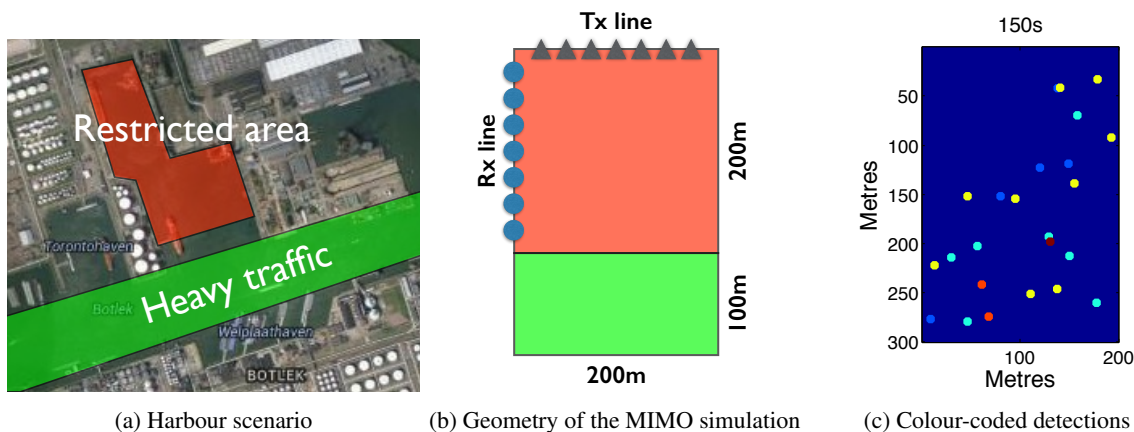 Restricted area
Torontohaven
Heavy traffic
Botlek
Welplaathaven
BOTLEK
(a) Harbour scenario
Tx line
Rx line
200m
100m
200m
(b) Geometry of the MIMO simulation
150s
Metres
50
100
150
200
250
300
100
200
Metres
(c) Colour-coded detections